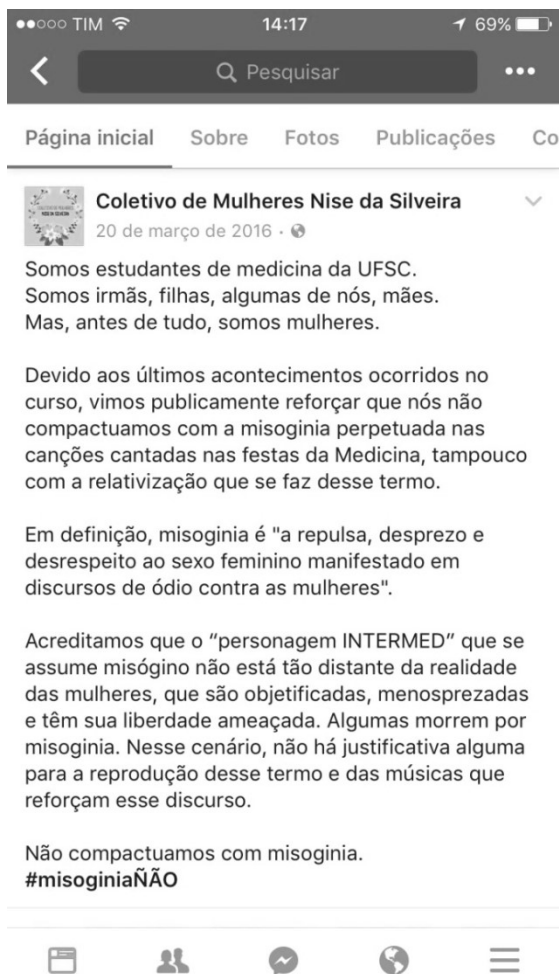 TIM 14:17 69%
Pesquisar
Página inicial Sobre Fotos Publicações Co
Coletivo de Mulheres Nise da Silveira
20 de março de 2016 ·
Somos estudantes de medicina da UFSC.
Somos irmãs, filhas, algumas de nós, mães.
Mas, antes de tudo, somos mulheres.
Devido aos últimos acontecimentos ocorridos no
curso, vimos publicamente reforçar que nós não
compactuamos com a misoginia perpetuada nas
canções cantadas nas festas da Medicina, tampouco
com a relativização que se faz desse termo.
Em definição, misoginia é "a repulsa, desprezo e
desrespeito ao sexo feminino manifestado em
discursos de ódio contra as mulheres".
Acreditamos que o “personagem INTERMED” que se
assume misógino não está tão distante da realidade
das mulheres, que são objetificadas, menosprezadas
e têm sua liberdade ameaçada. Algumas morrem por
misoginia. Nesse cenário, não há justificativa alguma
para a reprodução desse termo e das músicas que
reforçam esse discurso.
Não compactuamos com misoginia.
#misoginiaÑÃO